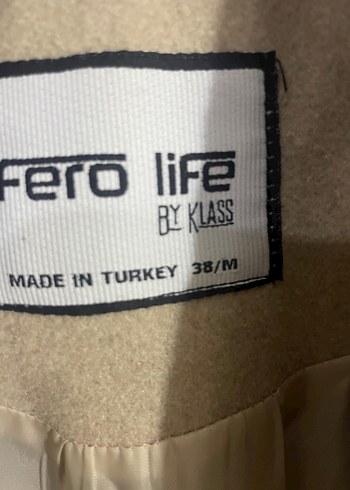 Fero life
BY KLASS
MADE IN TURKEY 38/M